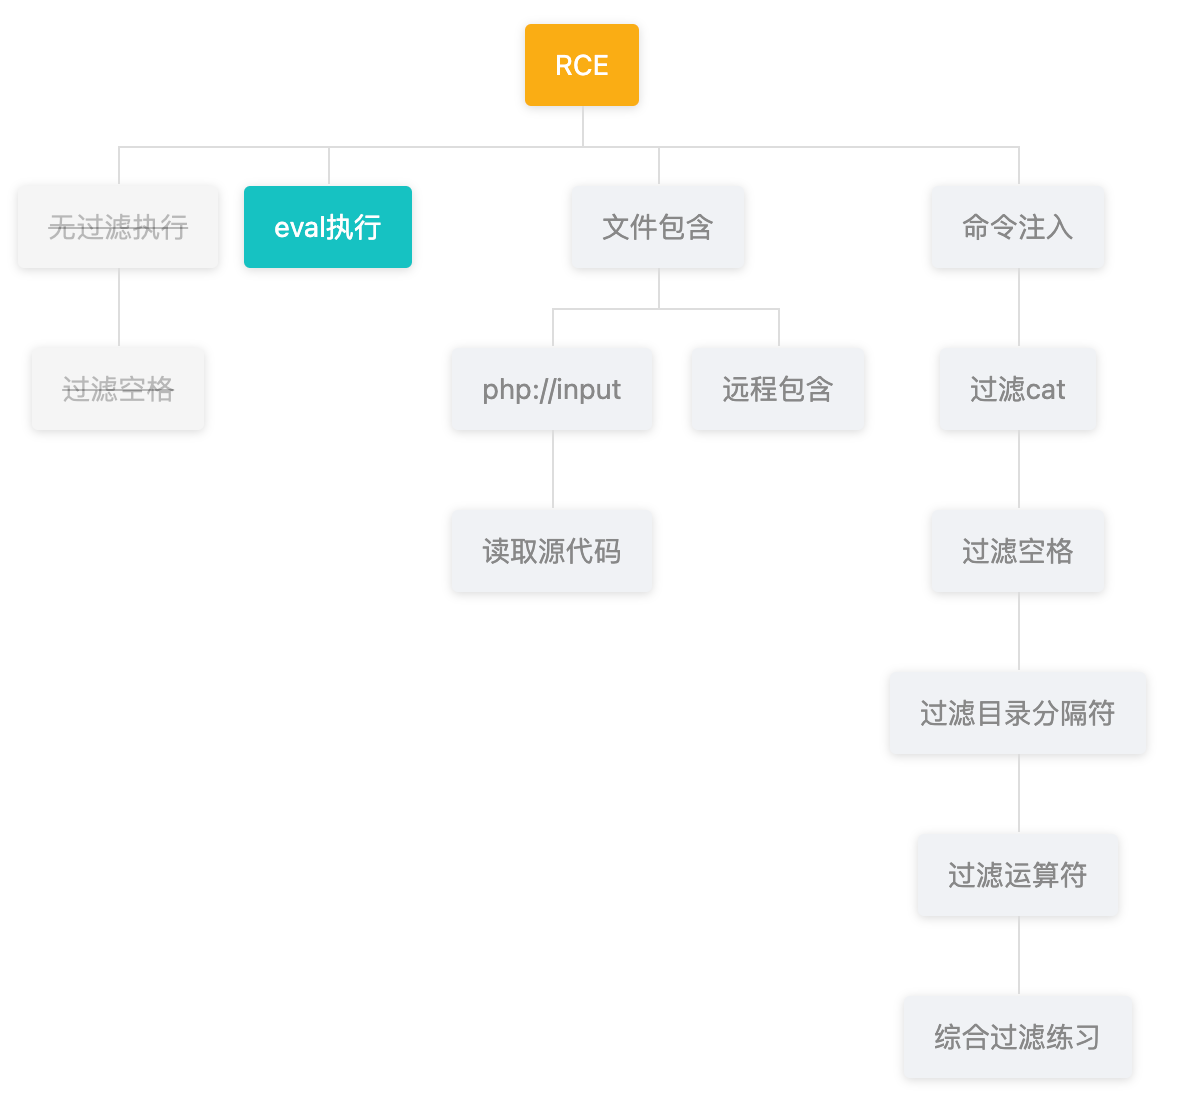 RCE
无过滤执行
eval执行
文件包含
命令注入
过滤空格
php://input
远程包含
过滤cat
读取源代码
过滤空格
过滤目录分隔符
过滤运算符
综合过滤练习